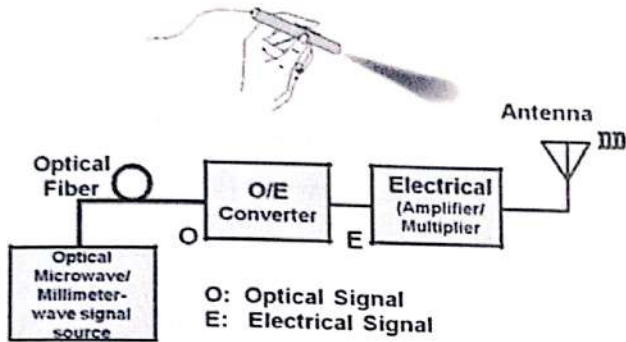 Antenna
Optical
Fiber
O/E
Converter
Electrical
(Amplifier/
Multiplier
O
E
Optical
Microwave/
Millimeter-
wave signal
source
O: Optical Signal
E: Electrical Signal